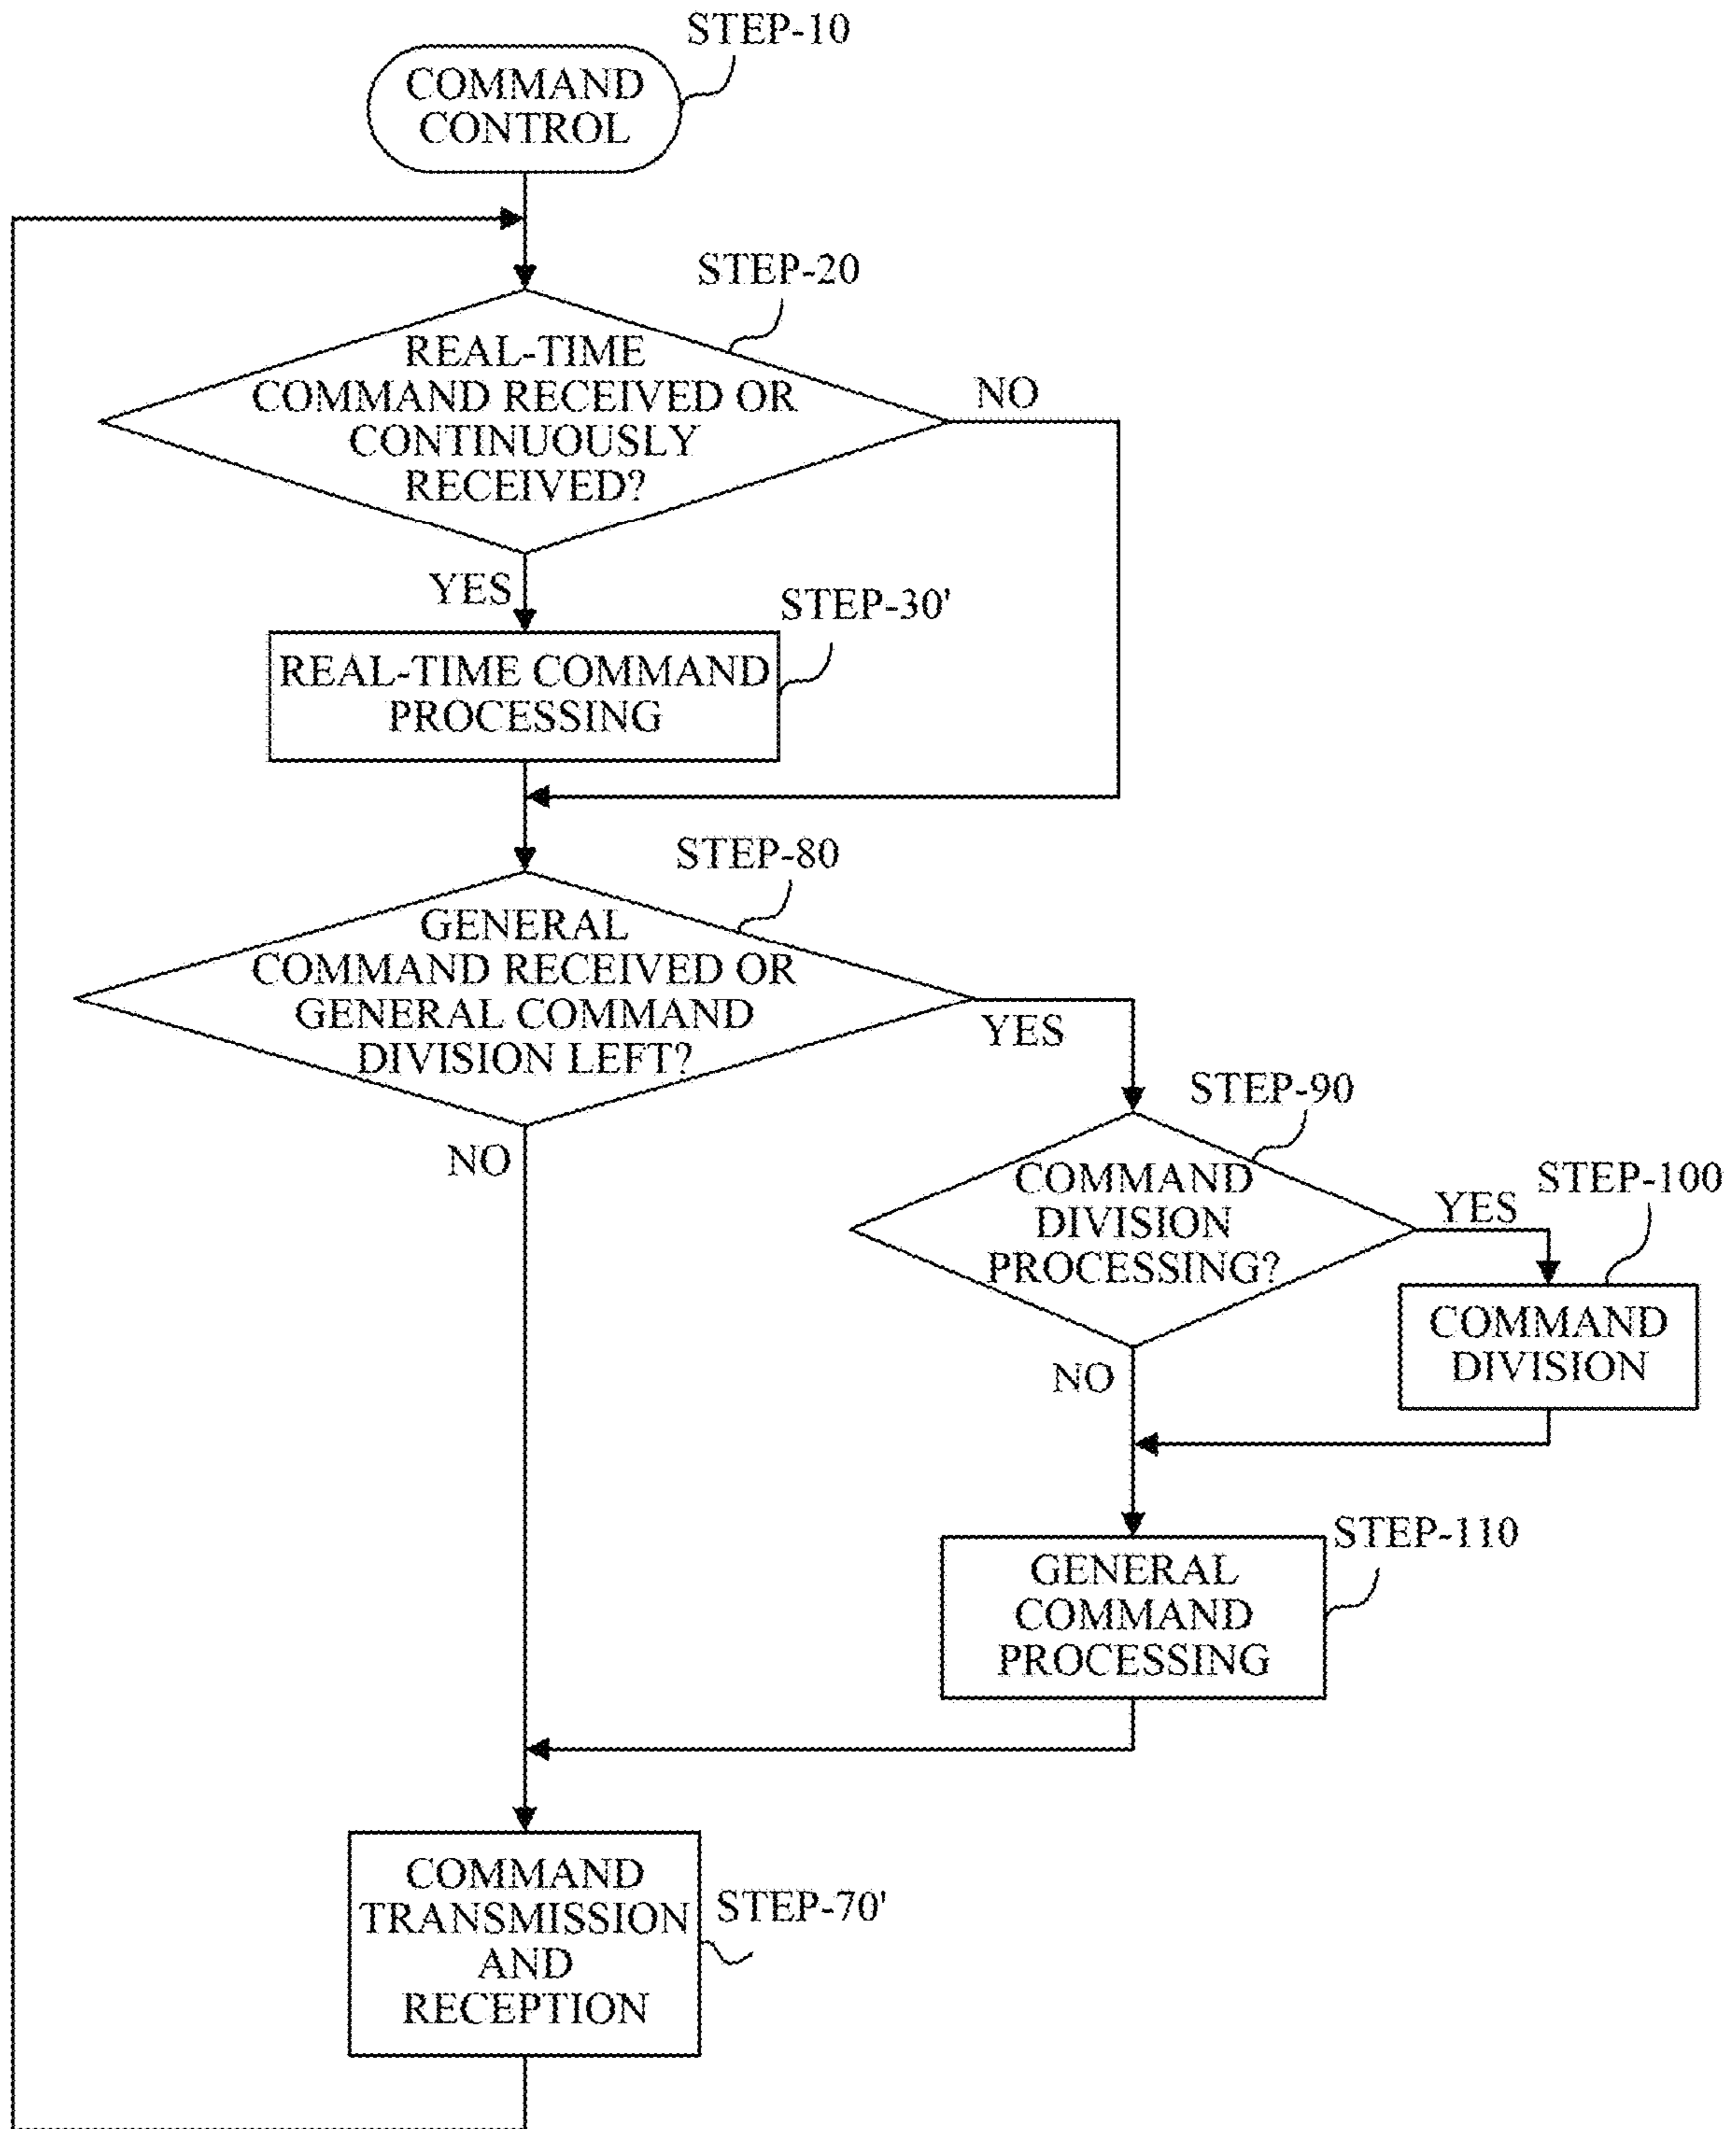 STEP-10
COMMAND
CONTROL
STEP-20
REAL-TIME
COMMAND RECEIVED OR
CONTINUOUSLY
RECEIVED?
NO
YES
STEP-30'
REAL-TIME COMMAND
PROCESSING
STEP-80
GENERAL
COMMAND RECEIVED OR
GENERAL COMMAND
DIVISION LEFT?
YES
NO
STEP-90
COMMAND
DIVISION
PROCESSING?
YES
STEP-100
COMMAND
DIVISION
NO
STEP-110
GENERAL
COMMAND
PROCESSING
COMMAND
TRANSMISSION
AND
RECEPTION
STEP-70'